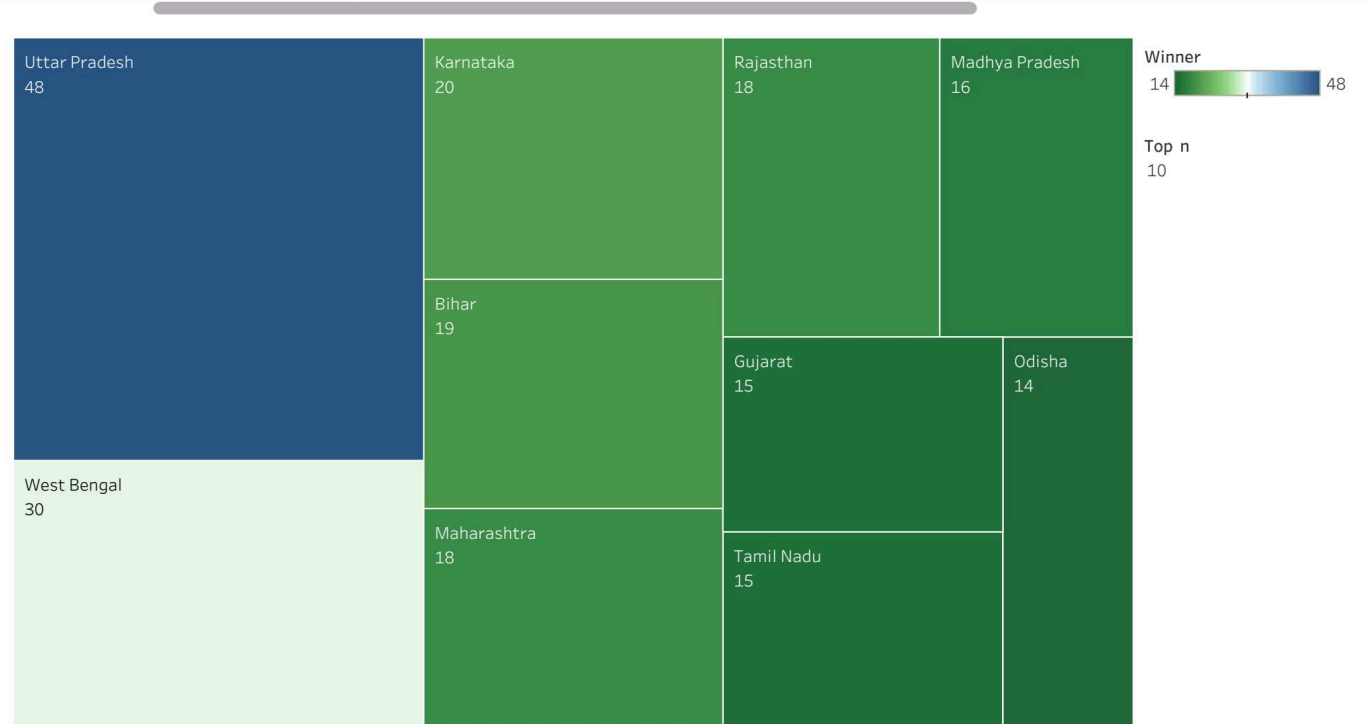 Uttar Pradesh
48
West Bengal
30
Karnataka
20
Bihar
19
Maharashtra
18
Rajasthan
18
Madhya Pradesh
16
Gujarat
15
Tamil Nadu
15
Odisha
14
Winner
14 48
Top n
10